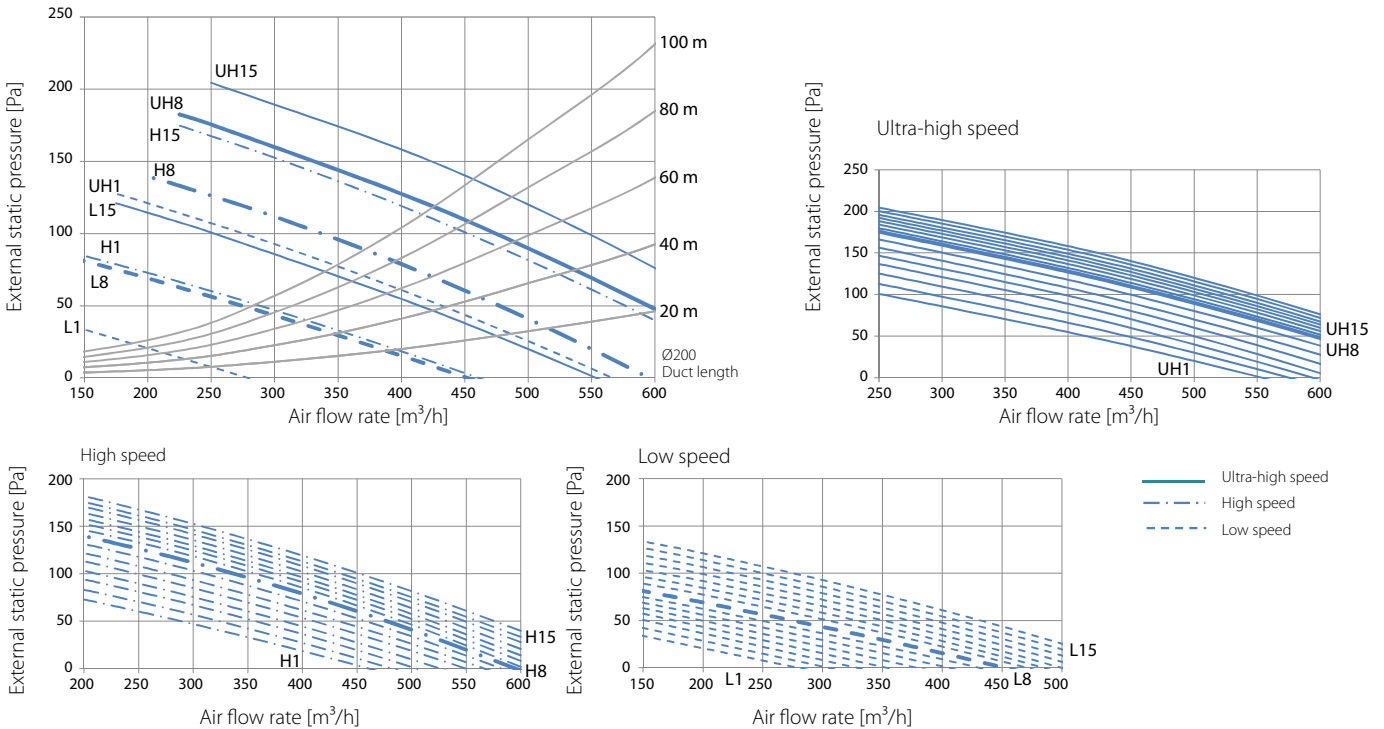 External static pressure [Pa]
250
200
150
100
50
0
UH15
UH8
H15
H8
UH1
L15
H1
L8
L1
100 m
80 m
60 m
40 m
20 m
Ø200
Duct length
150 200 250 300 350 400 450 500 550 600
Air flow rate [m³/h]
Ultra-high speed
External static pressure [Pa]
250
200
150
100
50
0
UH15
UH8
UH1
250 300 350 400 450 500 550 600
Air flow rate [m³/h]
High speed
External static pressure [Pa]
200
150
100
50
0
H15
H1
H8
200 250 300 350 400 450 500 550 600
Air flow rate [m³/h]
Low speed
External static pressure [Pa]
200
150
100
50
0
L15
L1
L8
150 200 250 300 350 400 450 500
Air flow rate [m³/h]
Ultra-high speed
High speed
Low speed